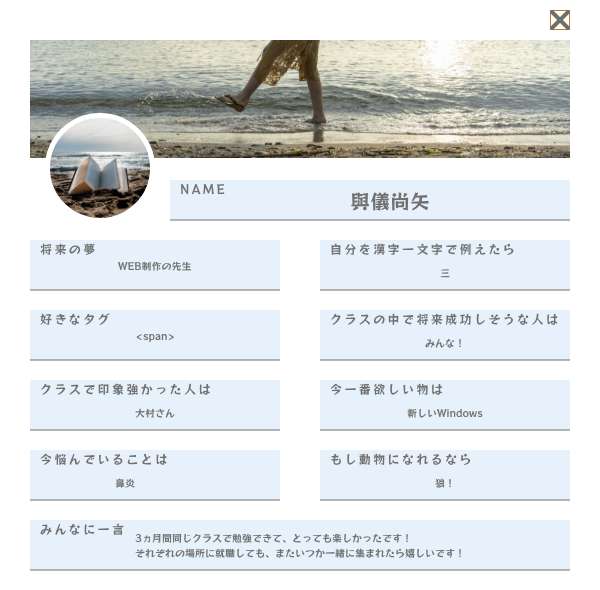 NAME
與儀尚矢
将来の夢
WEB制作の先生
自分を漢字一文字で例えたら
三
好きなタグ
<span>
クラスの中で将来成功しそうな人は
みんな！
クラスで印象強かった人は
大村さん
今一番欲しい物は
新しいWindows
今悩んでいることは
鼻炎
もし動物になれるなら
狼！
みんなに一言
3ヵ月間同じクラスで勉強できて、とっても楽しかったです！
それぞれの場所に就職しても、またいつか一緒に集まれたら嬉しいです！